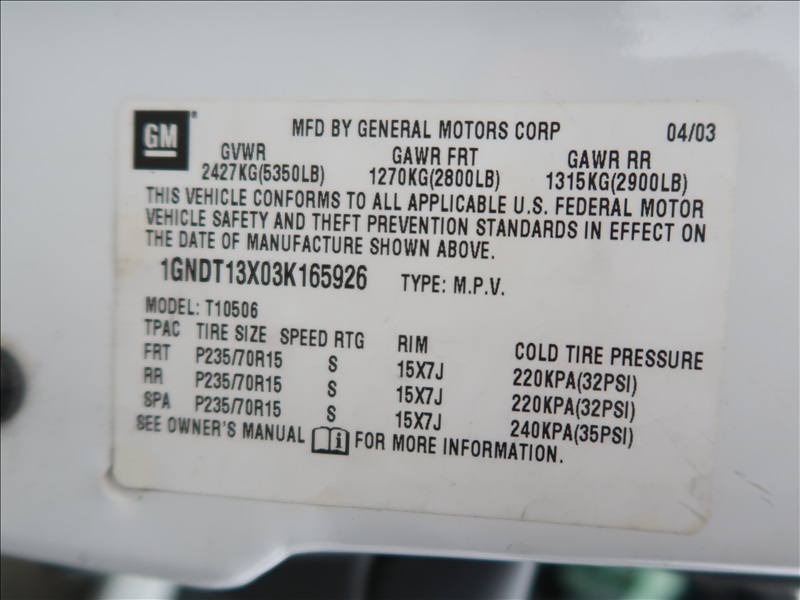 GM® MFD BY GENERAL MOTORS CORP 04/03
GVWR GAWR FRT GAWR RR
2427KG(5350LB) 1270KG(2800LB) 1315KG(2900LB)
THIS VEHICLE CONFORMS TO ALL APPLICABLE U.S. FEDERAL MOTOR
VEHICLE SAFETY AND THEFT PREVENTION STANDARDS IN EFFECT ON
THE DATE OF MANUFACTURE SHOWN ABOVE.
1GNDT13X03K165926 TYPE: M.P.V.
MODEL: T10506
TPAC TIRE SIZE SPEED RTG RIM COLD TIRE PRESSURE
FRT P235/70R15 S 15X7J 220KPA(32PSI)
RR P235/70R15 S 15X7J 220KPA(32PSI)
SPA P235/70R15 S 15X7J 240KPA(35PSI)
SEE OWNER'S MANUAL i FOR MORE INFORMATION.